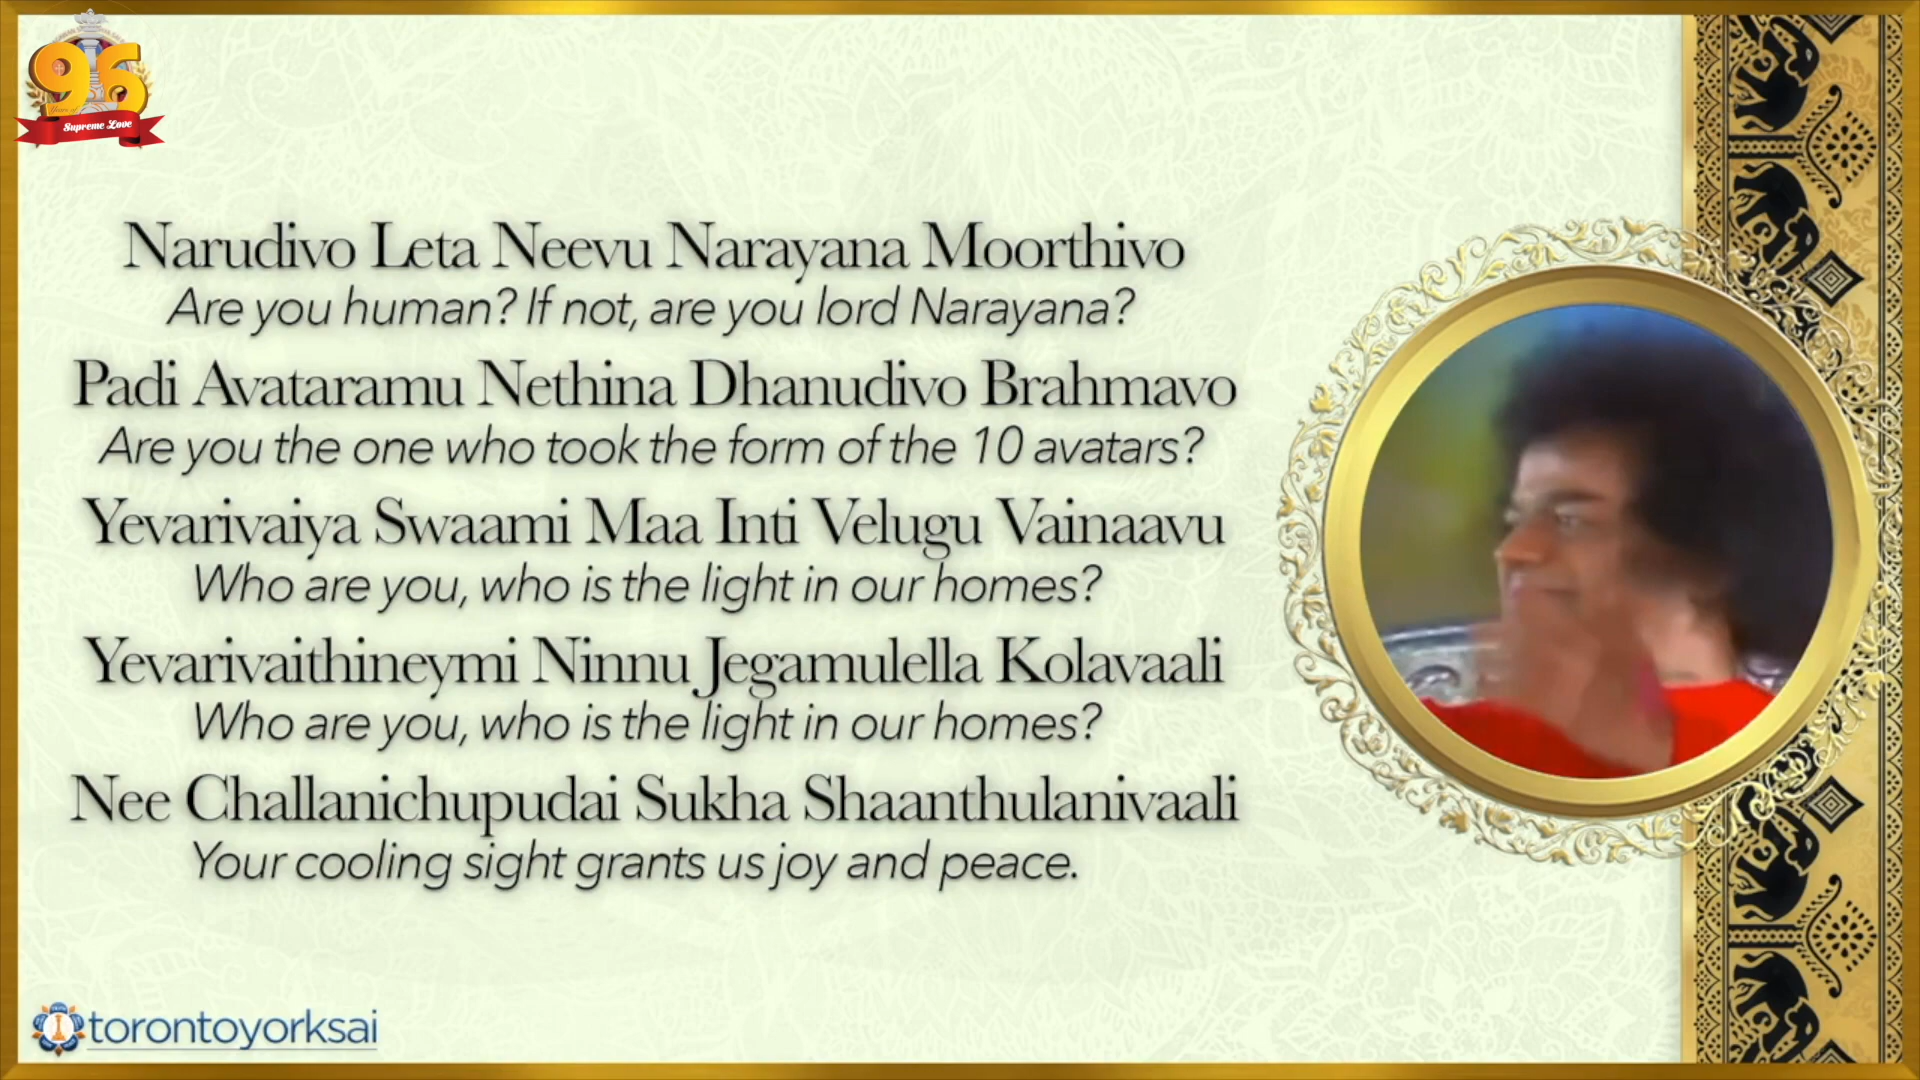 96
Years of
Supreme Love
Narudivo Leta Neevu Narayana Moorthivo
Are you human? If not, are you lord Narayana?
Padi Avataramu Nethina Dhanudivo Brahmavo
Are you the one who took the form of the 10 avatars?
Yevarivaiya Swaami Maa Inti Velugu Vainaavu
Who are you, who is the light in our homes?
Yevarivaithineymi Ninnu Jegamulella Kolavaali
Who are you, who is the light in our homes?
Nee Challanichupudai Sukha Shaanthulanivaali
Your cooling sight grants us joy and peace.
torontoyorksai